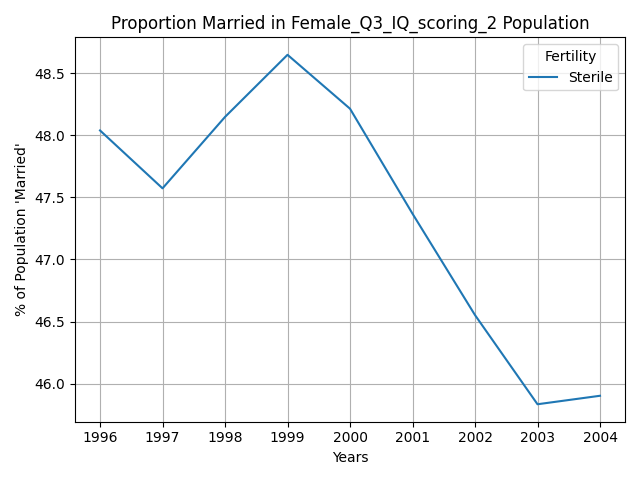 Proportion Married in Female_Q3_IQ_scoring_2 Population
Fertility
Sterile
% of Population 'Married'
48.5
48.0
47.5
47.0
46.5
46.0
1996 1997 1998 1999 2000 2001 2002 2003 2004
Years